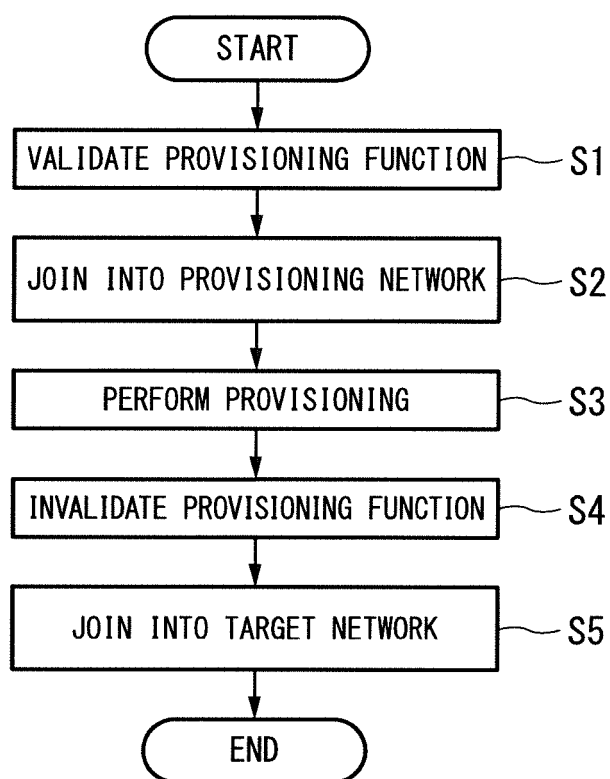 START
VALIDATE PROVISIONING FUNCTION S1
JOIN INTO PROVISIONING NETWORK S2
PERFORM PROVISIONING S3
INVALIDATE PROVISIONING FUNCTION S4
JOIN INTO TARGET NETWORK S5
END